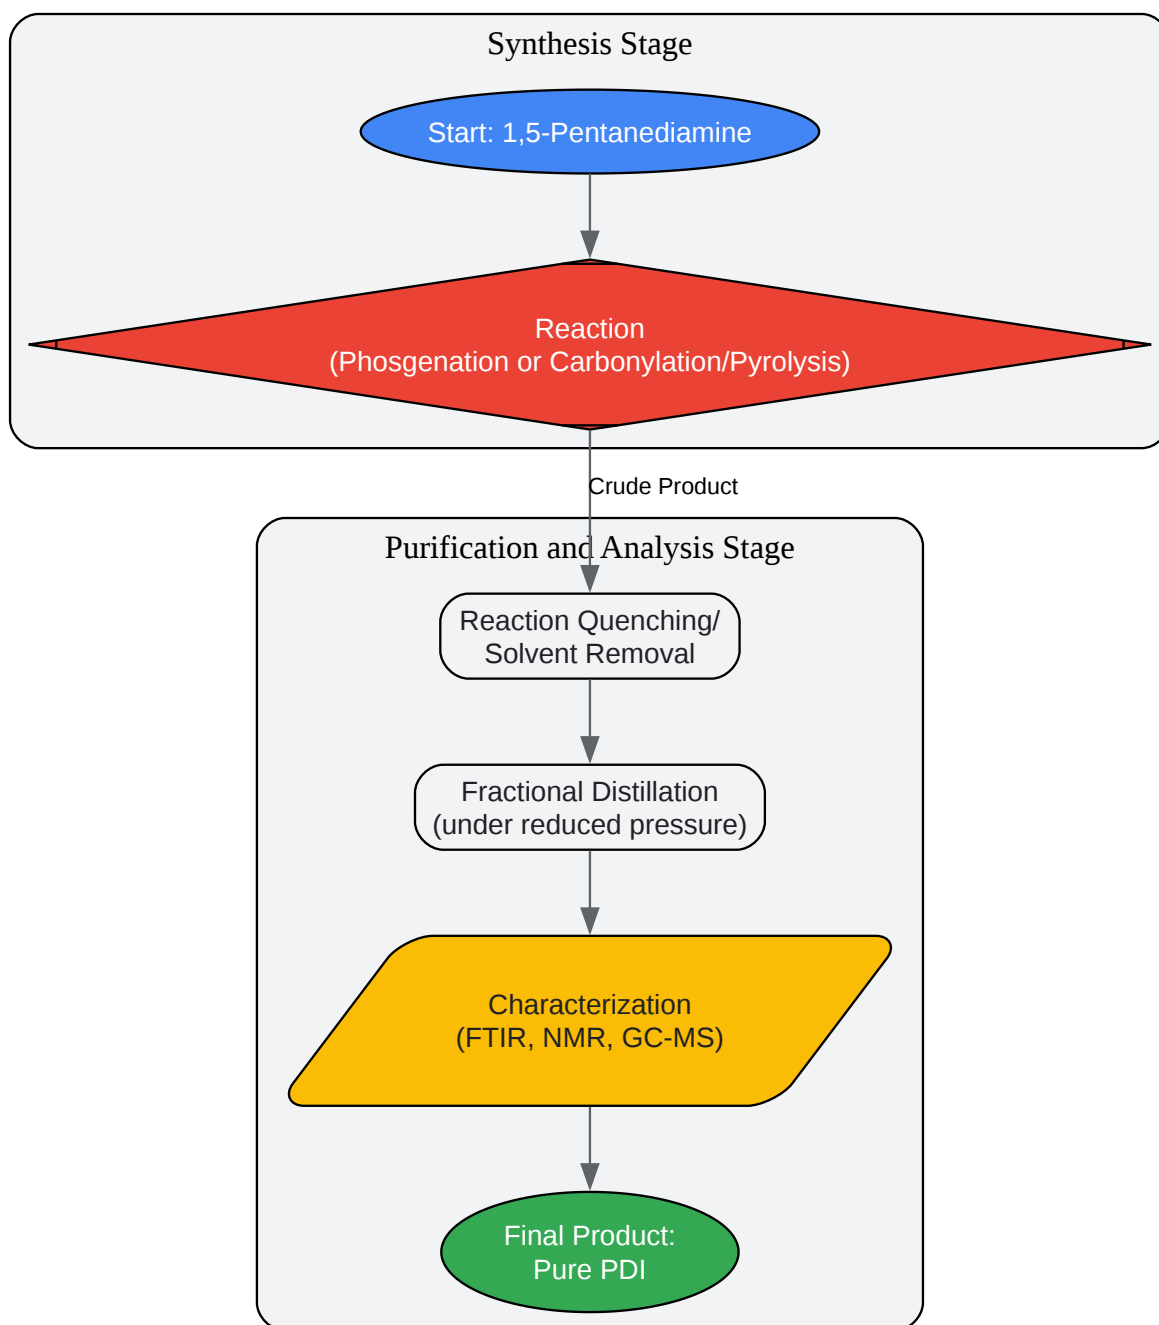 Synthesis Stage
Start: 1,5-Pentanediamine
Reaction
(Phosgenation or Carbonylation/Pyrolysis)
Crude Product
Purification and Analysis Stage
Reaction Quenching/
Solvent Removal
Fractional Distillation
(under reduced pressure)
Characterization
(FTIR, NMR, GC-MS)
Final Product:
Pure PDI